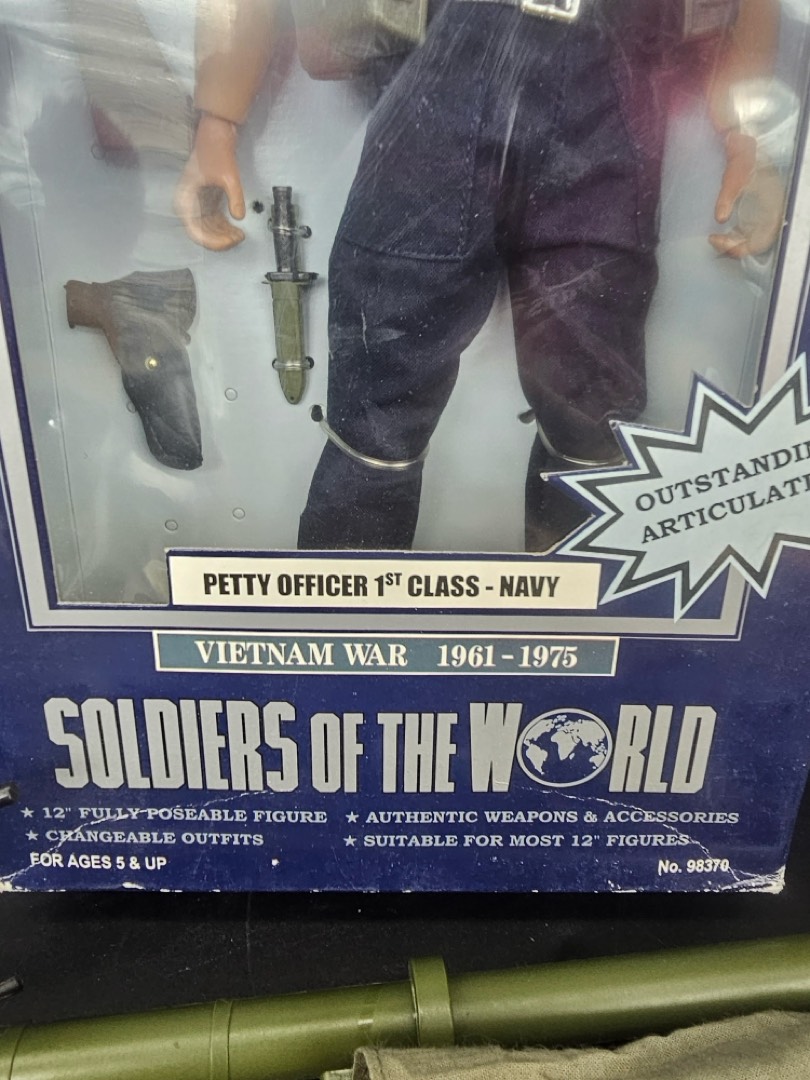 OUTSTANDI
ARTICULATI
PETTY OFFICER 1ST CLASS - NAVY
VIETNAM WAR 1961-1975
SOLDIERS OF THE WORLD
★ 12" FULLY POSEABLE FIGURE ★ AUTHENTIC WEAPONS & ACCESSORIES
★ CHANGEABLE OUTFITS ★ SUITABLE FOR MOST 12" FIGURES
FOR AGES 5 & UP No. 98370